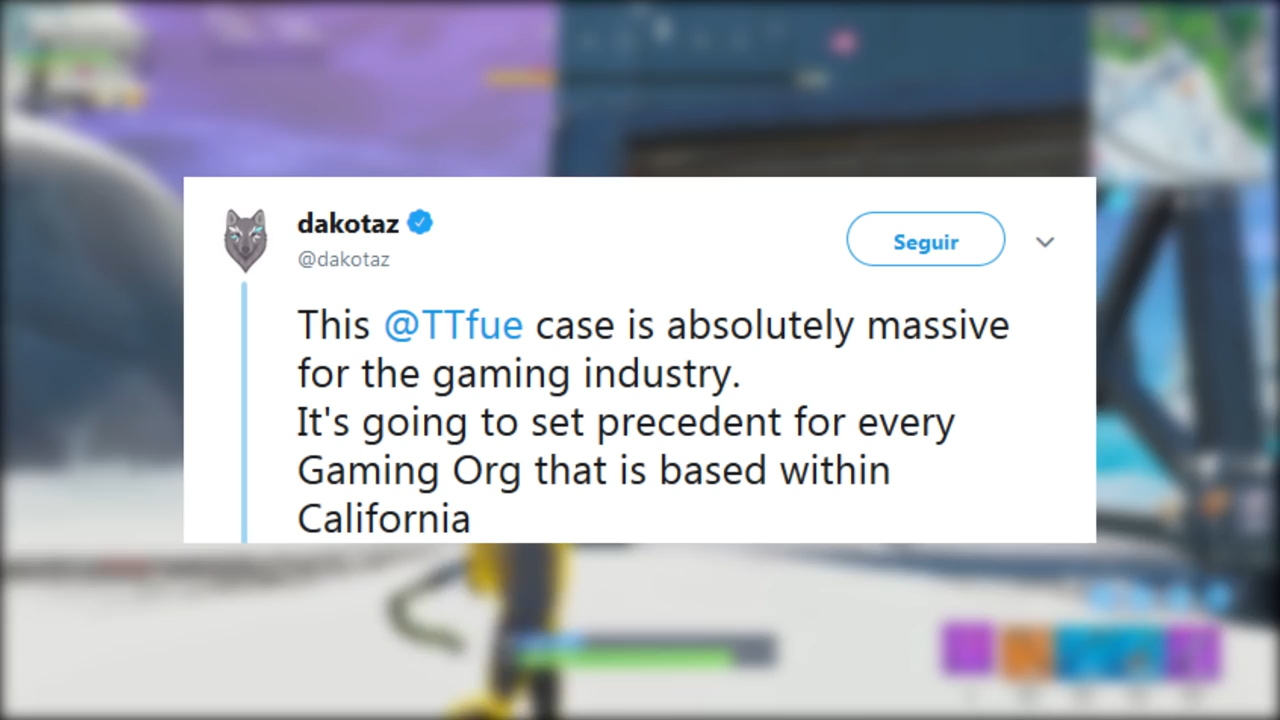 dakotaz
@dakotaz
Seguir
This @TTfue case is absolutely massive
for the gaming industry.
It's going to set precedent for every
Gaming Org that is based within
California